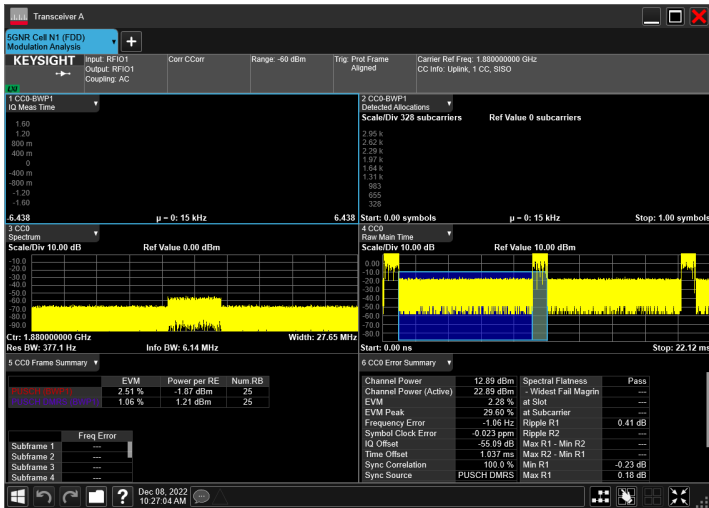 Transceiver A
5GNR Cell N1 (FDD)
Modulation Analysis
+
KEYSIGHT
LXI
Input: RFIO1
Output: RFIO1
Coupling: AC
Corr CCorr
Range: -60 dBm
Trig: Prot Frame
Aligned
Carrier Ref Freq: 1.880000000 GHz
CC Info: Uplink, 1 CC, SISO
1 CC0-BWP1
IQ Meas Time
1.60
1.20
800 m
400 m
0
-400 m
-800 m
-1.20
-1.60
-6.438
μ = 0: 15 kHz
6.438
2 CC0-BWP1
Detected Allocations
Scale/Div 328 subcarriers
Ref Value 0 subcarriers
2.95 k
2.62 k
2.29 k
1.97 k
1.64 k
1.31 k
983
655
328
Start: 0.00 symbols
μ = 0: 15 kHz
Stop: 1.00 symbols
3 CC0
Spectrum
Scale/Div 10.00 dB
Ref Value 0.00 dBm
-10.0
-20.0
-30.0
-40.0
-50.0
-60.0
-70.0
-80.0
-90.0
Ctr: 1.880000000 GHz
Width: 27.65 MHz
Res BW: 377.1 Hz
Info BW: 6.14 MHz
4 CC0
Raw Main Time
Scale/Div 10.00 dB
Ref Value 10.00 dBm
0.00
-10.0
-20.0
-30.0
-40.0
-50.0
-60.0
-70.0
-80.0
Start: 0.00 ns
Stop: 22.12 ms
5 CC0 Frame Summary
EVM Power per RE Num.RB
2.51 % -1.87 dBm 25
1.06 % 1.21 dBm 25
Freq Error
Subframe 1 ---
Subframe 2 ---
Subframe 3 ---
Subframe 4 ---
6 CC0 Error Summary
Channel Power 12.89 dBm Spectral Flatness Pass
Channel Power (Active) 22.89 dBm - Widest Fail Magrin ---
EVM 2.28 % at Slot ---
EVM Peak 29.60 % at Subcarrier ---
Frequency Error -1.06 Hz Ripple R1 0.41 dB
Symbol Clock Error -0.023 ppm Ripple R2 ---
IQ Offset -55.09 dB Max R1 - Min R2 ---
Time Offset 1.037 ms Max R2 - Min R1 ---
Sync Correlation 100.0 % Min R1 -0.23 dB
Sync Source PUSCH DMRS Max R1 0.18 dB
?
Dec 08, 2022
10:27:04 AM